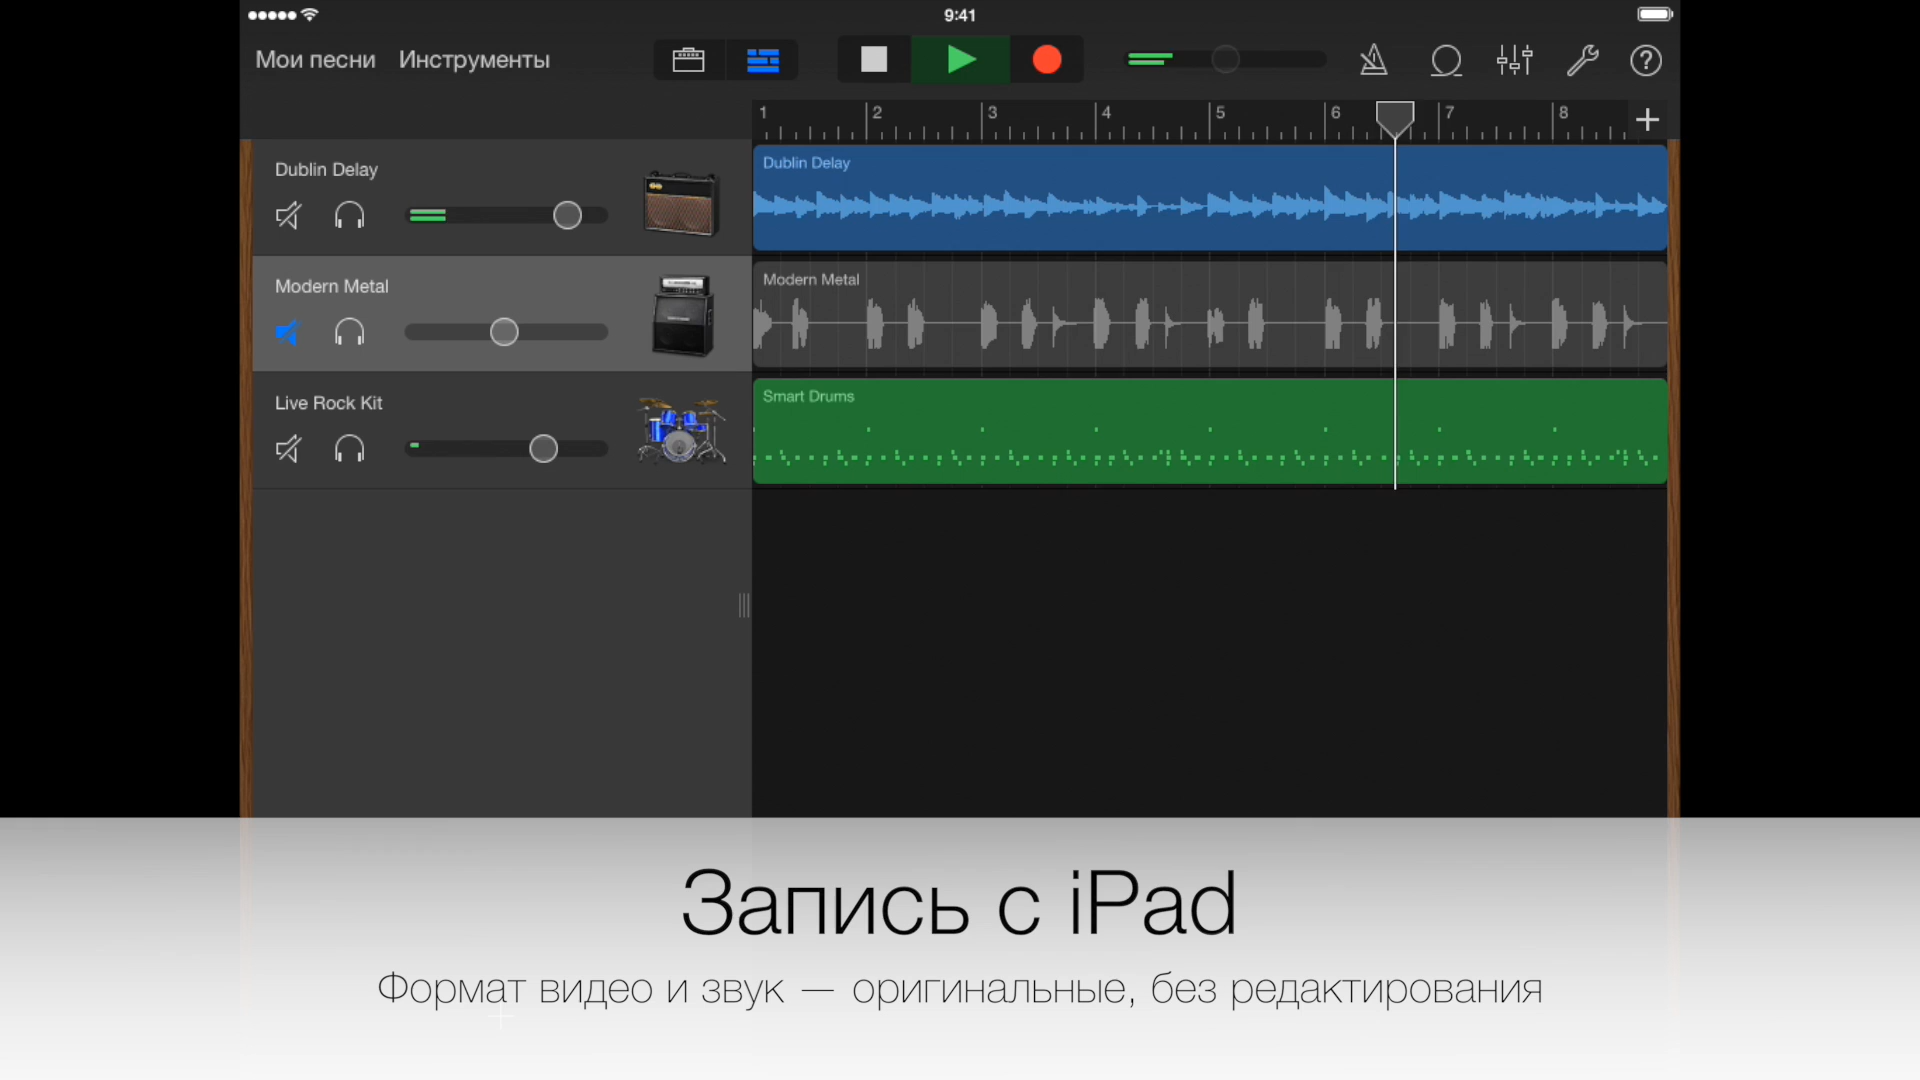 9:41
Мои песни Инструменты
1 2 3 4 5 6 7 8
Dublin Delay
Dublin Delay
Modern Metal
Modern Metal
Live Rock Kit
Smart Drums
Запись с iPad
Формат видео и звук — оригинальные, без редактирования